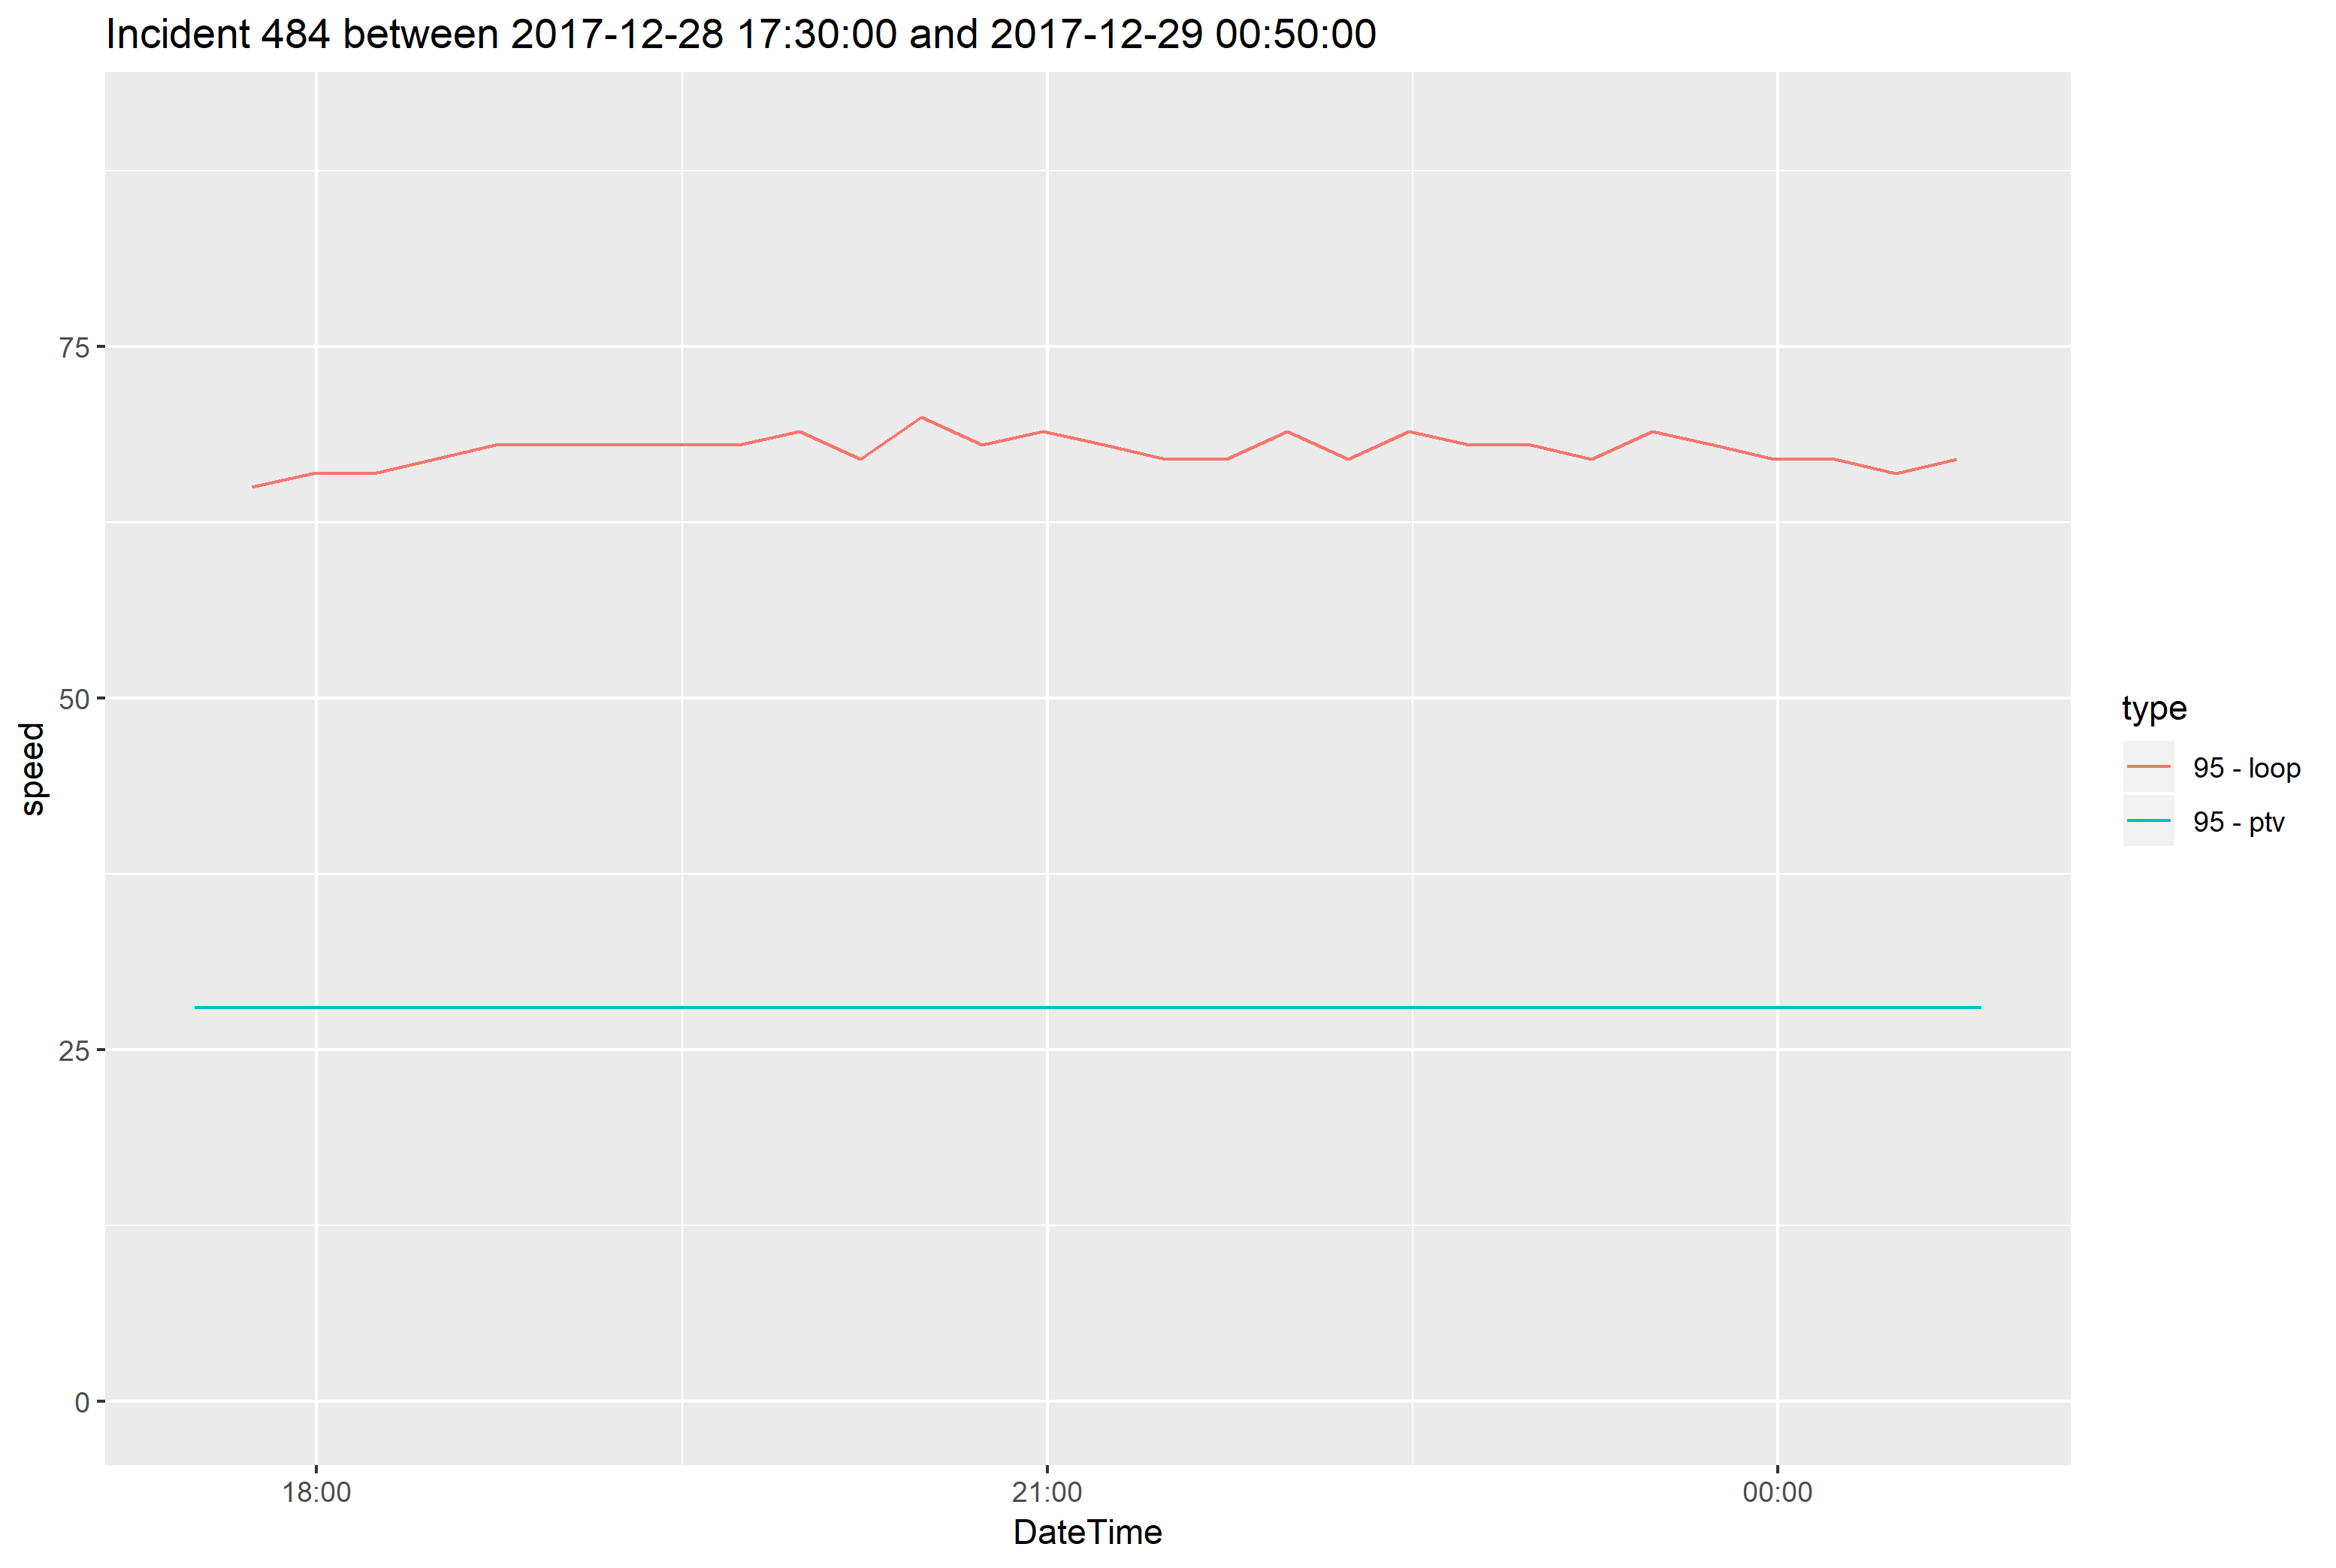 Incident 484 between 2017-12-28 17:30:00 and 2017-12-29 00:50:00
75
50
25
0
speed
18:00
21:00
00:00
DateTime
type
95 - loop
95 - ptv